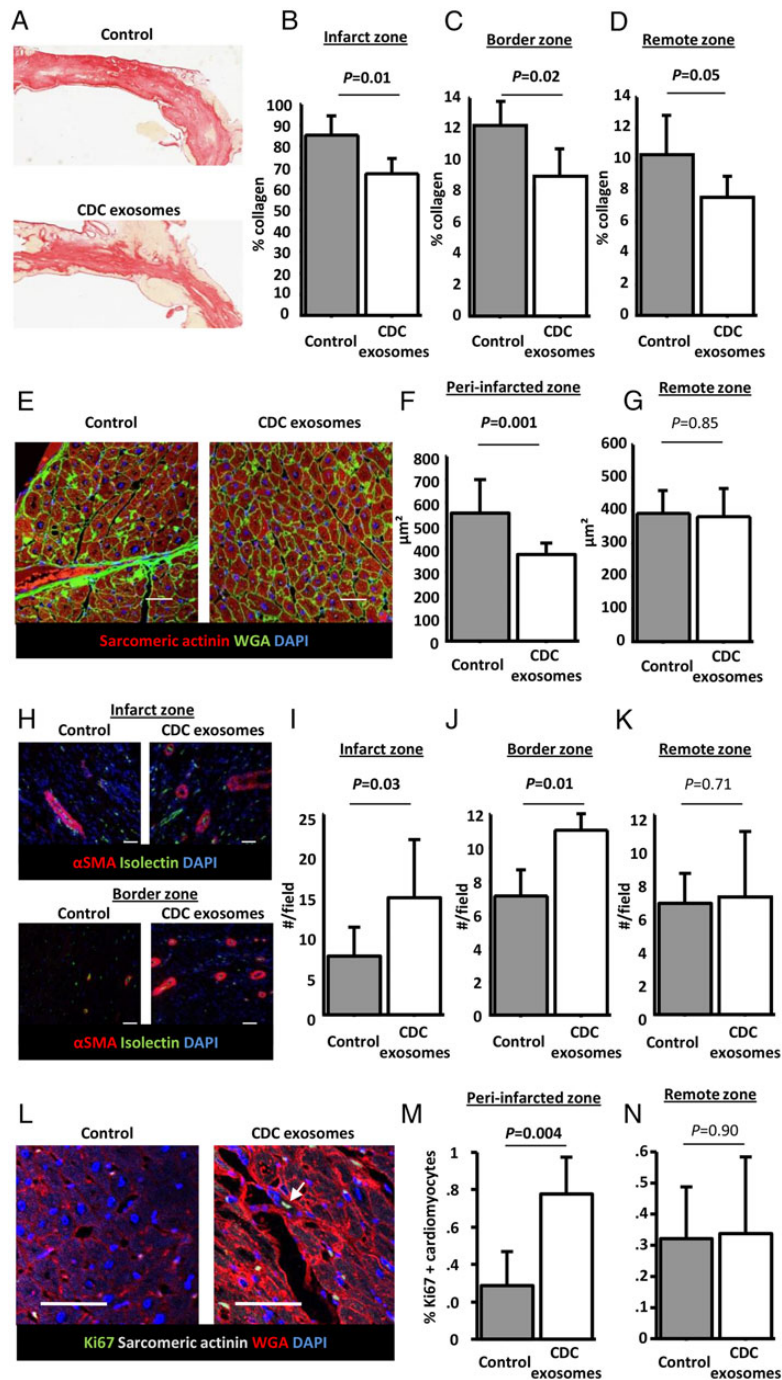 A
Control
CDC exosomes
B
Infarct zone
P=0.01
% collagen
100
90
80
70
60
50
40
30
20
10
0
Control
CDC
exosomes
C
Border zone
P=0.02
% collagen
14
12
10
8
6
4
2
0
Control
CDC
exosomes
D
Remote zone
P=0.05
% collagen
14
12
10
8
6
4
2
0
Control
CDC
exosomes
E
Control
CDC exosomes
Sarcomeric actinin WGA DAPI
F
Peri-infarcted zone
P=0.001
µm²
800
700
600
500
400
300
200
100
0
Control
CDC
exosomes
G
Remote zone
P=0.85
µm²
600
500
400
300
200
100
0
Control
CDC
exosomes
H
Infarct zone
Control
CDC exosomes
αSMA Isolectin DAPI
Border zone
Control
CDC exosomes
αSMA Isolectin DAPI
I
Infarct zone
P=0.03
#/field
25
20
15
10
5
0
Control
CDC
exosomes
J
Border zone
P=0.01
#/field
12
10
8
6
4
2
0
Control
CDC
exosomes
K
Remote zone
P=0.71
#/field
12
10
8
6
4
2
0
Control
CDC
exosomes
L
Control
CDC exosomes
Ki67 Sarcomeric actinin WGA DAPI
M
Peri-infarcted zone
P=0.004
% Ki67 + cardiomyocytes
1
.8
.6
.4
.0
0
Control
CDC
exosomes
N
Remote zone
P=0.90
.6
.5
.4
.3
.2
.1
0
Control
CDC
exosomes